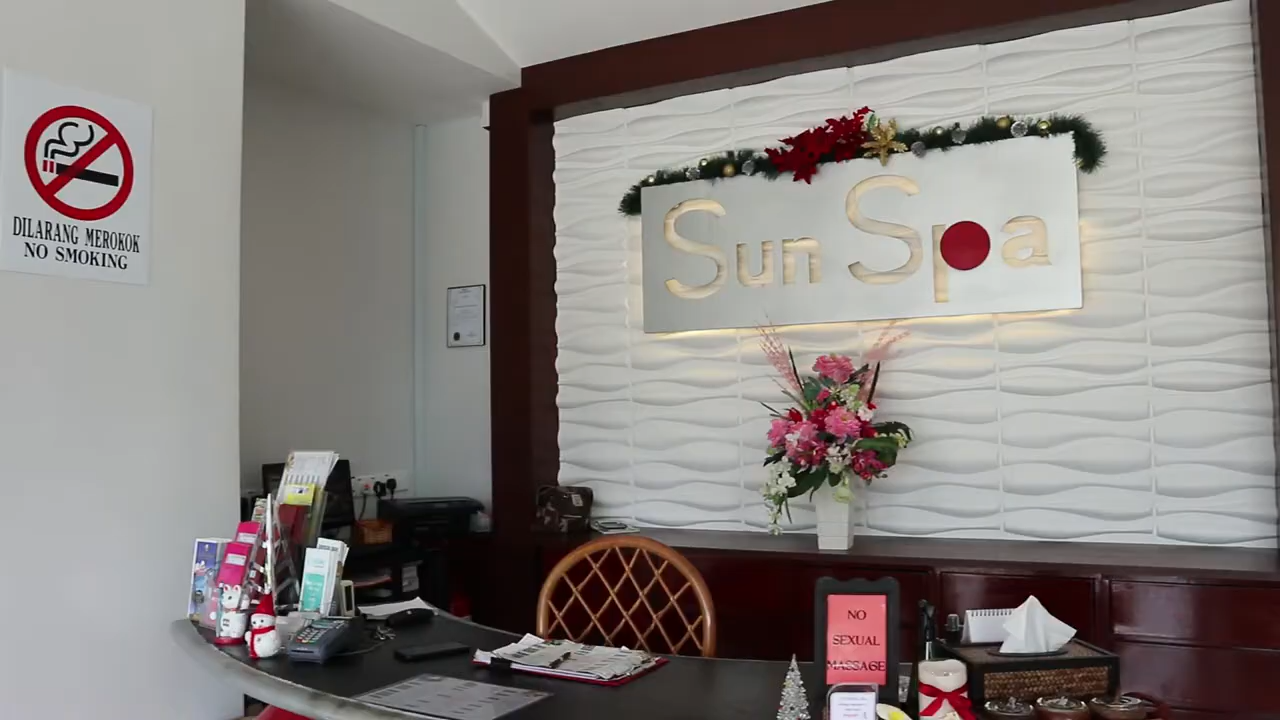 DILARANG MEROKOK
NO SMOKING
Sun Spa
NO
SEXUAL
MASSAGE